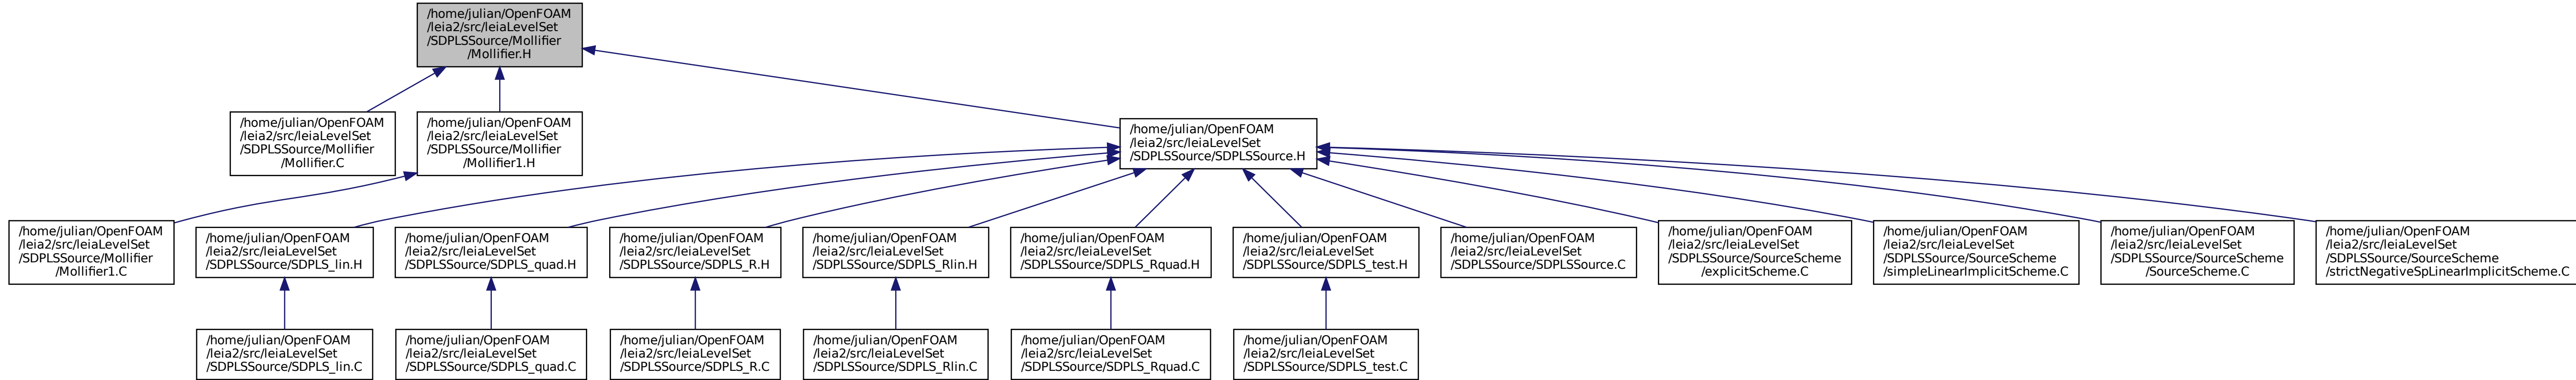 /home/julian/OpenFOAM
/leia2/src/leiaLevelSet
/SDPLSSource/Mollifier
/Mollifier.H
/home/julian/OpenFOAM
/leia2/src/leiaLevelSet
/SDPLSSource/Mollifier
/Mollifier.C
/home/julian/OpenFOAM
/leia2/src/leiaLevelSet
/SDPLSSource/Mollifier
/Mollifier1.H
/home/julian/OpenFOAM
/leia2/src/leiaLevelSet
/SDPLSSource/SDPLSSource.H
/home/julian/OpenFOAM
/leia2/src/leiaLevelSet
/SDPLSSource/Mollifier
/Mollifier1.C
/home/julian/OpenFOAM
/leia2/src/leiaLevelSet
/SDPLSSource/SDPLS_lin.H
/home/julian/OpenFOAM
/leia2/src/leiaLevelSet
/SDPLSSource/SDPLS_quad.H
/home/julian/OpenFOAM
/leia2/src/leiaLevelSet
/SDPLSSource/SDPLS_R.H
/home/julian/OpenFOAM
/leia2/src/leiaLevelSet
/SDPLSSource/SDPLS_Rlin.H
/home/julian/OpenFOAM
/leia2/src/leiaLevelSet
/SDPLSSource/SDPLS_Rquad.H
/home/julian/OpenFOAM
/leia2/src/leiaLevelSet
/SDPLSSource/SDPLS_test.H
/home/julian/OpenFOAM
/leia2/src/leiaLevelSet
/SDPLSSource/SDPLSSource.C
/home/julian/OpenFOAM
/leia2/src/leiaLevelSet
/SDPLSSource/SourceScheme
/explicitScheme.C
/home/julian/OpenFOAM
/leia2/src/leiaLevelSet
/SDPLSSource/SourceScheme
/simpleLinearImplicitScheme.C
/home/julian/OpenFOAM
/leia2/src/leiaLevelSet
/SDPLSSource/SourceScheme
/SourceScheme.C
/home/julian/OpenFOAM
/leia2/src/leiaLevelSet
/SDPLSSource/SourceScheme
/strictNegativeSpLinearImplicitScheme.C
/home/julian/OpenFOAM
/leia2/src/leiaLevelSet
/SDPLSSource/SDPLS_lin.C
/home/julian/OpenFOAM
/leia2/src/leiaLevelSet
/SDPLSSource/SDPLS_quad.C
/home/julian/OpenFOAM
/leia2/src/leiaLevelSet
/SDPLSSource/SDPLS_R.C
/home/julian/OpenFOAM
/leia2/src/leiaLevelSet
/SDPLSSource/SDPLS_Rlin.C
/home/julian/OpenFOAM
/leia2/src/leiaLevelSet
/SDPLSSource/SDPLS_Rquad.C
/home/julian/OpenFOAM
/leia2/src/leiaLevelSet
/SDPLSSource/SDPLS_test.C